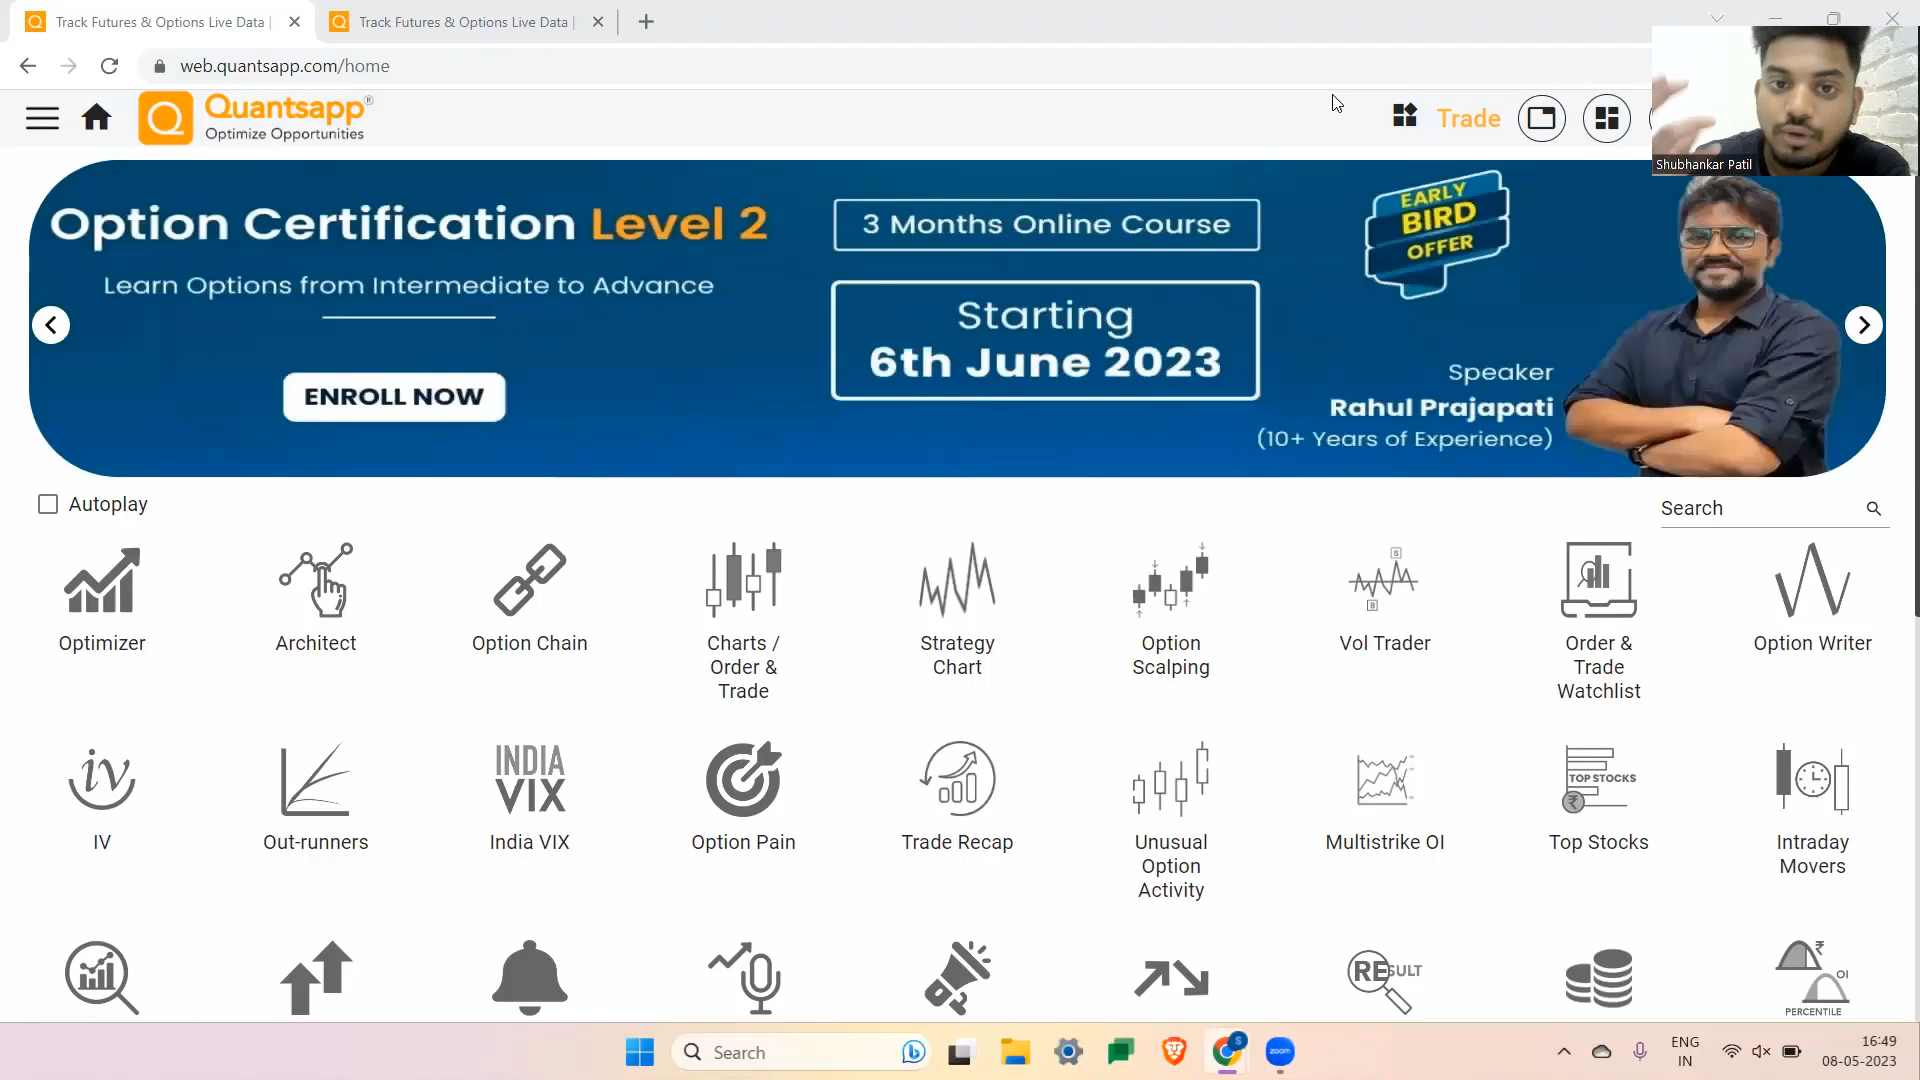 Track Futures & Options Live Data |
Track Futures & Options Live Data |
web.quantsapp.com/home
Quantsapp®
Optimize Opportunities
Trade
Shubhankar Patil
Option Certification Level 2
Learn Options from Intermediate to Advance
ENROLL NOW
3 Months Online Course
Starting
6th June 2023
EARLY
BIRD
OFFER
Speaker
Rahul Prajapati
(10+ Years of Experience)
Autoplay
Search
Optimizer
Architect
Option Chain
Charts /
Order &
Trade
Strategy
Chart
Option
Scalping
S
B
Vol Trader
Order &
Trade
Watchlist
Option Writer
iv
IV
Out-runners
INDIA
VIX
India VIX
Option Pain
Trade Recap
Unusual
Option
Activity
Multistrike OI
TOP STOCKS
₹
Top Stocks
Intraday
Movers
RESULT
₹
OI
PERCENTILE
Search
S
zoom
ENG
IN
16:49
08-05-2023